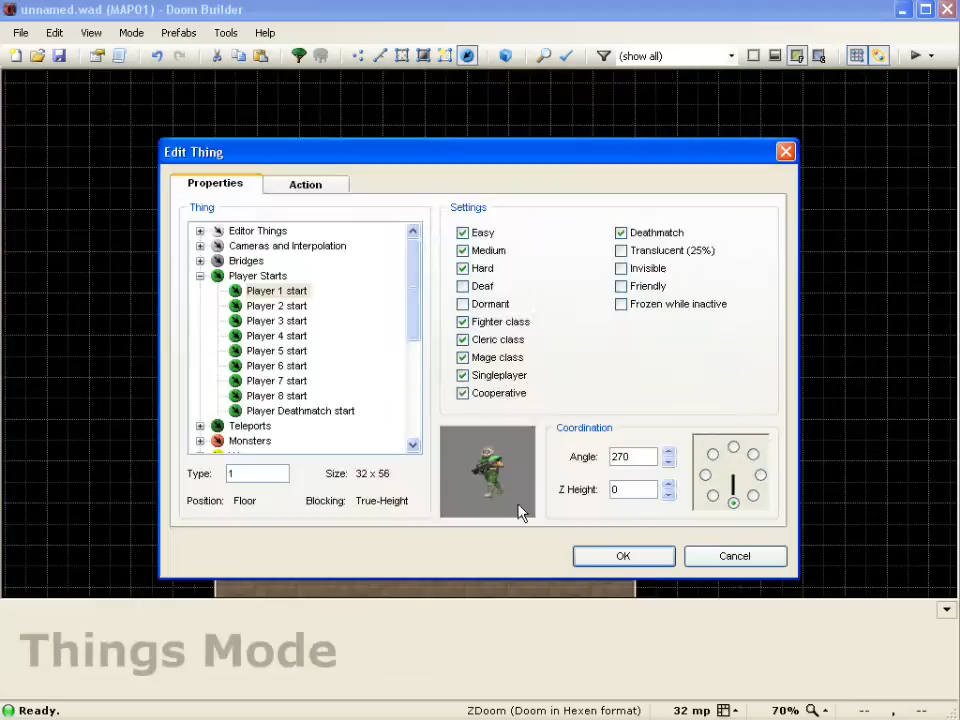 unnamed.wad (MAP01) - Doom Builder
File Edit View Mode Prefabs Tools Help
(show all)
Edit Thing
Properties Action
Thing
Editor Things
Cameras and Interpolation
Bridges
Player Starts
Player 1 start
Player 2 start
Player 3 start
Player 4 start
Player 5 start
Player 6 start
Player 7 start
Player 8 start
Player Deathmatch start
Teleports
Monsters
Type: 1 Size: 32 x 56
Position: Floor Blocking: True-Height
Settings
Easy
Medium
Hard
Deaf
Dormant
Fighter class
Cleric class
Mage class
Singleplayer
Cooperative
Deathmatch
Translucent (25%)
Invisible
Friendly
Frozen while inactive
Coordination
Angle: 270
Z Height: 0
OK Cancel
Things Mode
Ready. ZDoom (Doom in Hexen format) 32 mp 70% -- , --